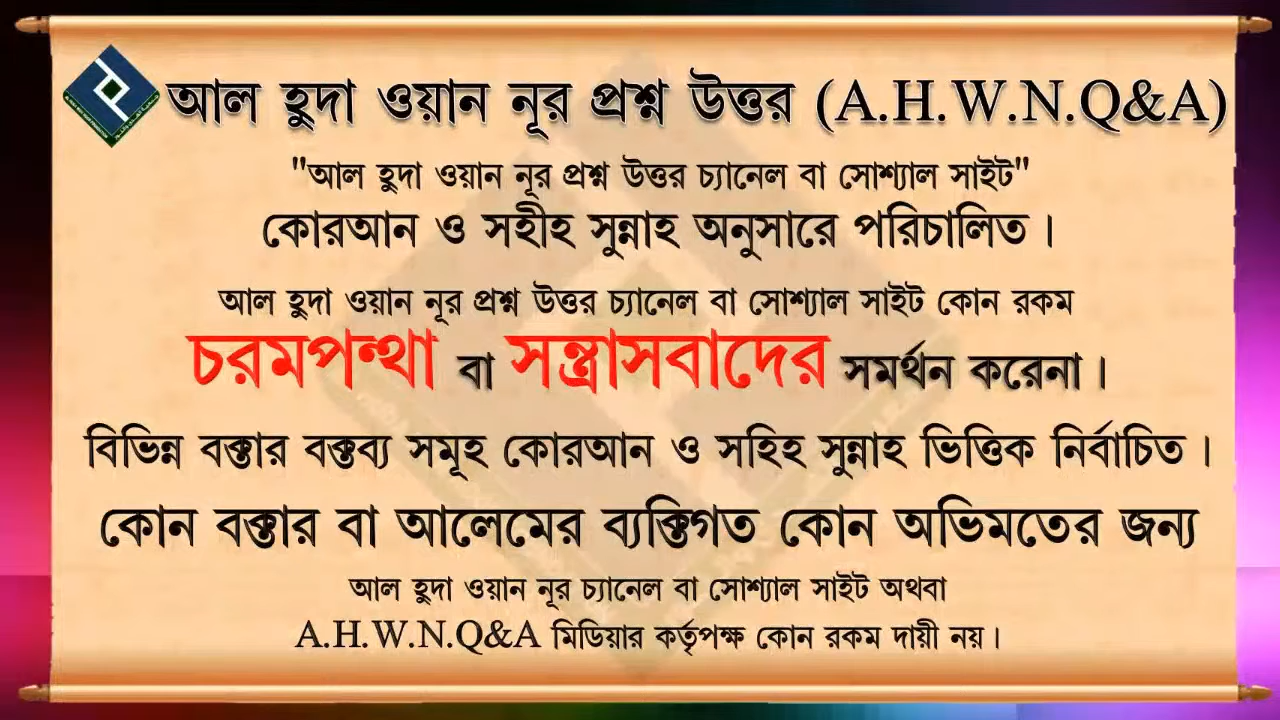 আল হুদা ওয়ান নূর প্রশ্ন উত্তর (A.H.W.N.Q&A)
"আল হুদা ওয়ান নূর প্রশ্ন উত্তর চ্যানেল বা সোশ্যাল সাইট"
কোরআন ও সহীহ সুন্নাহ অনুসারে পরিচালিত।
আল হুদা ওয়ান নূর প্রশ্ন উত্তর চ্যানেল বা সোশ্যাল সাইট কোন রকম
চরমপন্থা বা সন্ত্রাসবাদের সমর্থন করেনা।
বিভিন্ন বক্তার বক্তব্য সমূহ কোরআন ও সহিহ সুন্নাহ ভিত্তিক নির্বাচিত।
কোন বক্তার বা আলেমের ব্যক্তিগত কোন অভিমতের জন্য
আল হুদা ওয়ান নূর চ্যানেল বা সোশ্যাল সাইট অথবা
A.H.W.N.Q&A মিডিয়ার কর্তৃপক্ষ কোন রকম দায়ী নয়।